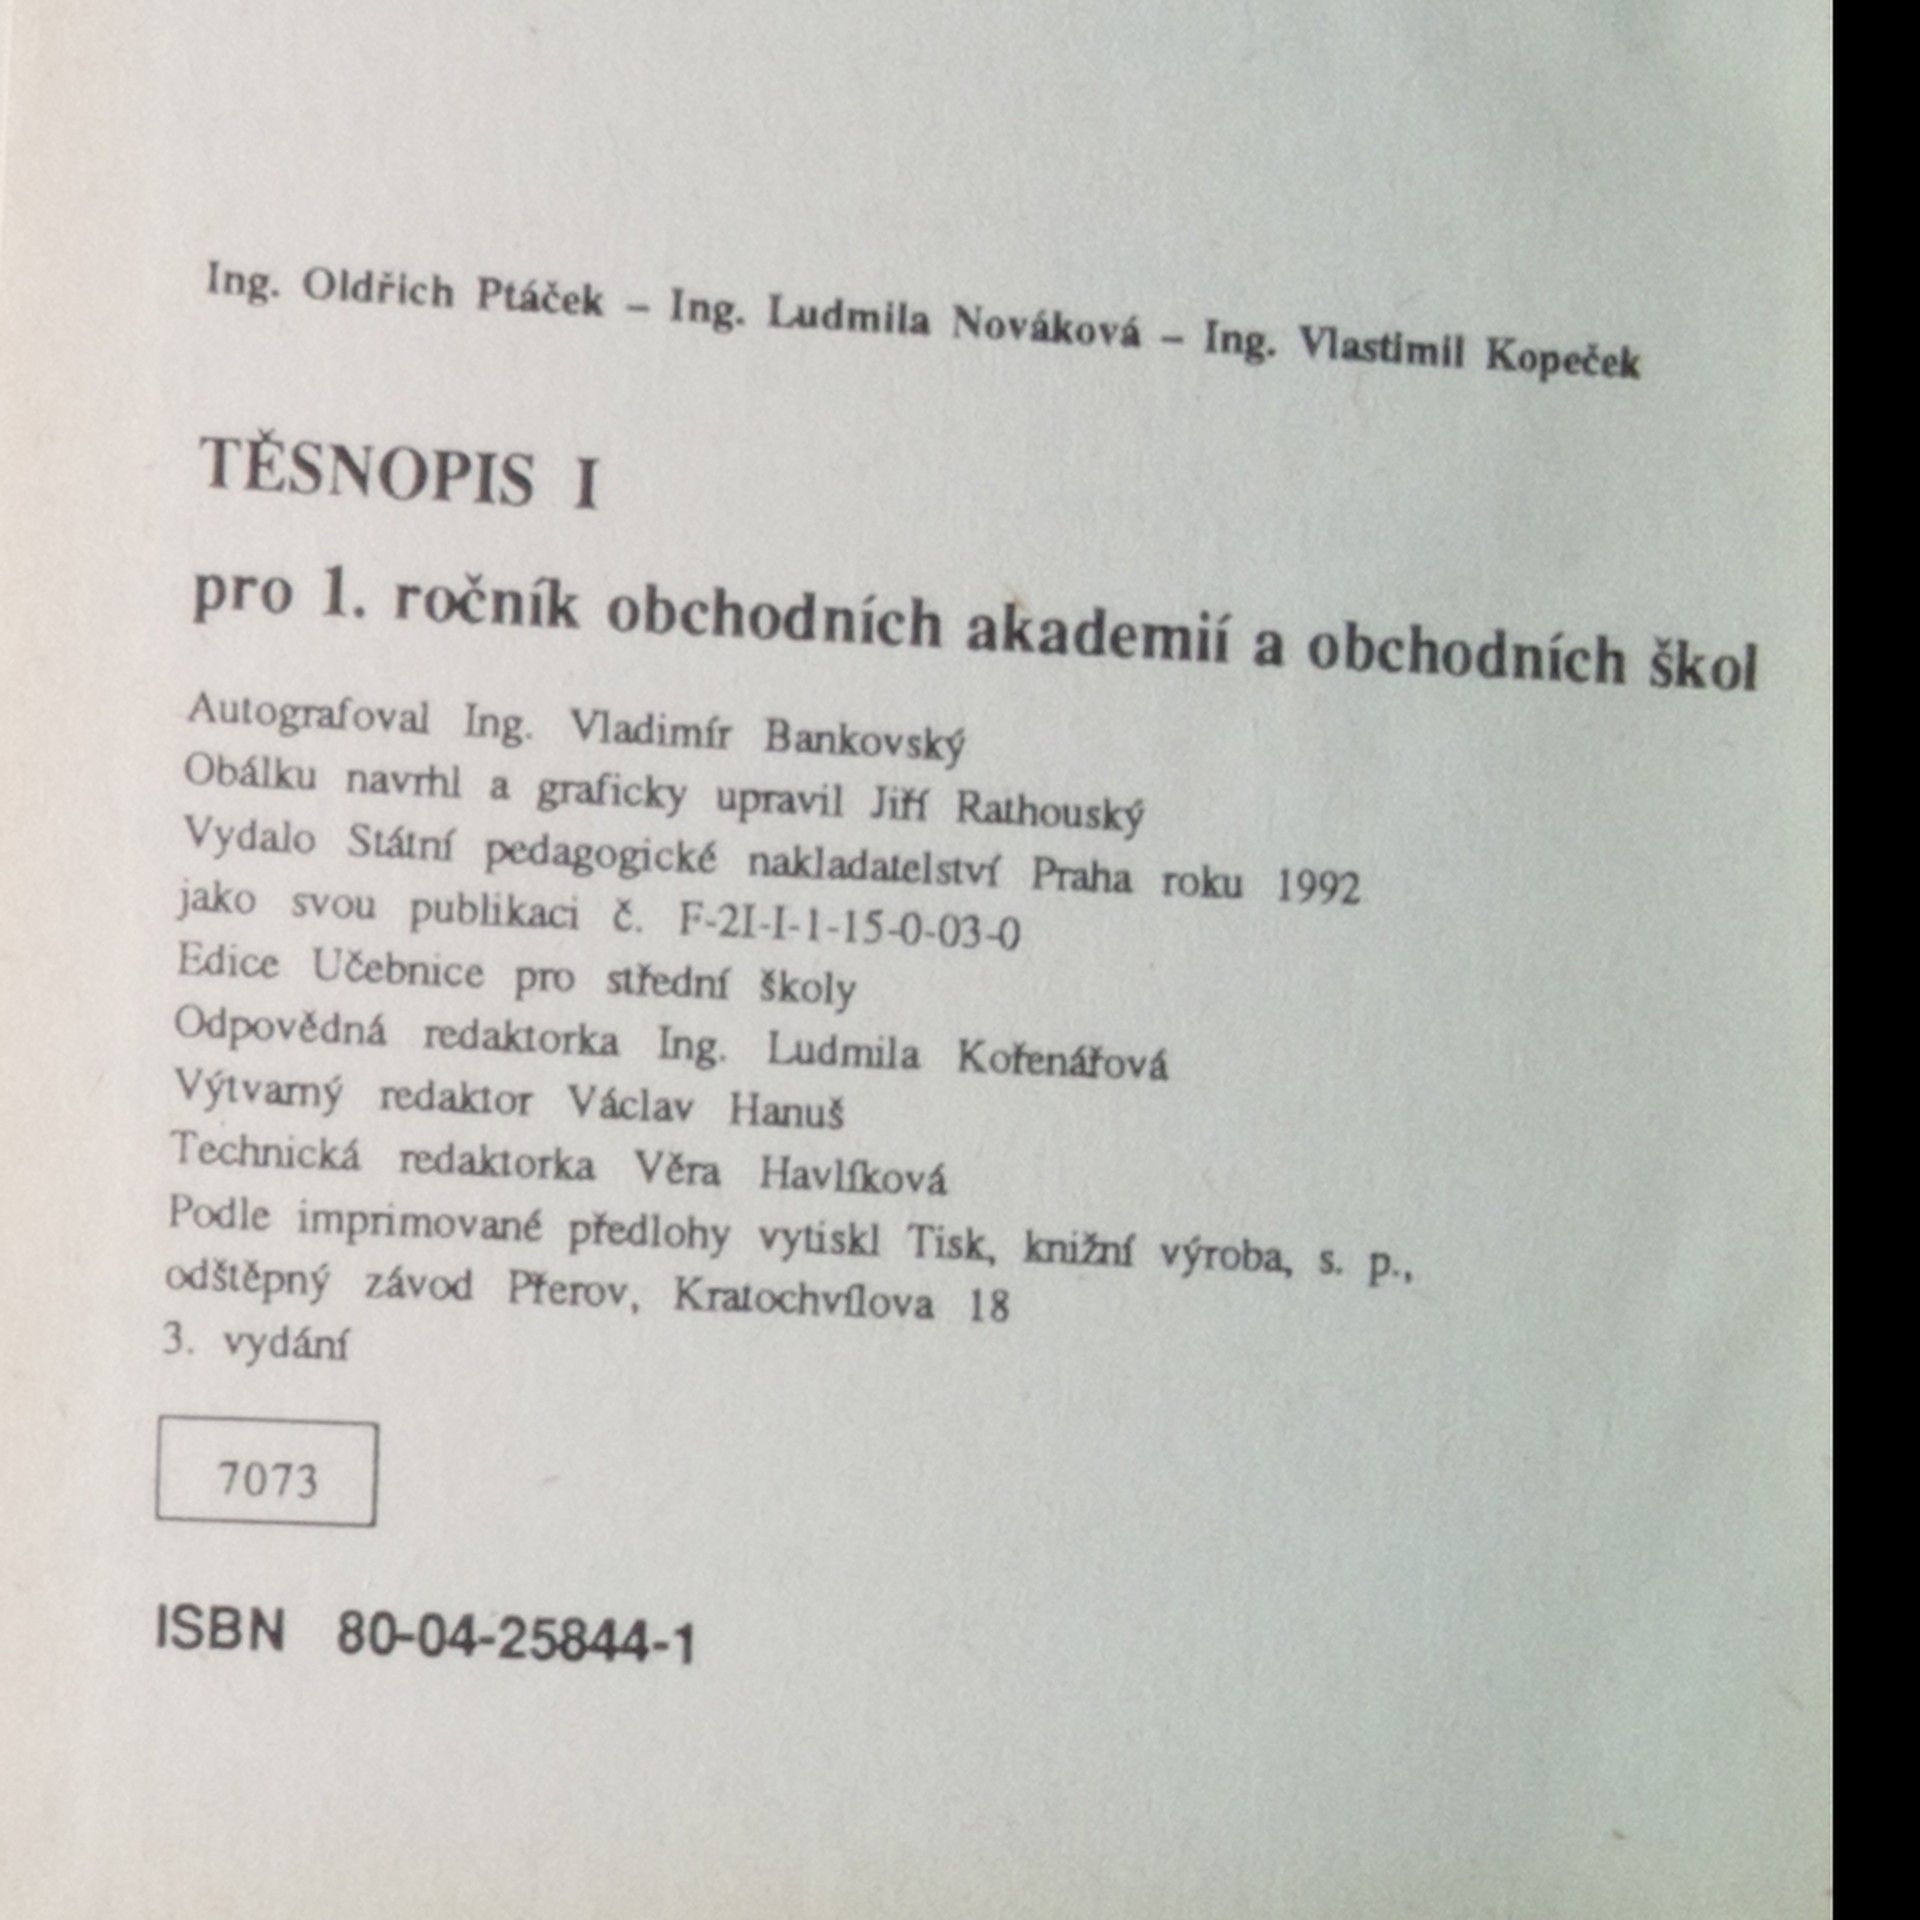 Ing. Oldřich Ptáček – Ing. Ludmila Nováková – Ing. Vlastimil Kopeček
TĚSNOPIS I
pro 1. ročník obchodních akademií a obchodních škol
Autografoval Ing. Vladimír Bankovský
Obálku navrhl a graficky upravil Jiří Rathouský
Vydalo Státní pedagogické nakladatelství Praha roku 1992
jako svou publikaci č. F-2I-I-1-15-0-03-0
Edice Učebnice pro střední školy
Odpovědná redaktorka Ing. Ludmila Kořenářová
Výtvarný redaktor Václav Hanuš
Technická redaktorka Věra Havlíková
Podle imprimované předlohy vytiskl Tisk, knižní výroba, s. p.,
odštěpný závod Přerov, Kratochvílova 18
3. vydání
7073
ISBN 80-04-25844-1